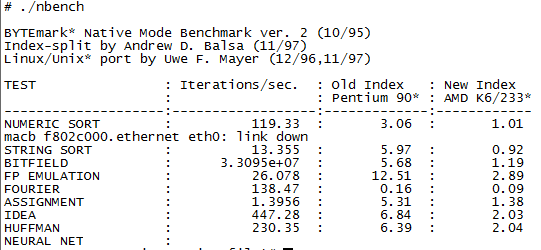 # ./nbench
BYTEmark* Native Mode Benchmark ver. 2 (10/95)
Index-split by Andrew D. Balsa (11/97)
Linux/Unix* port by Uwe F. Mayer (12/96,11/97)
TEST : Iterations/sec. : Old Index : New Index
: : Pentium 90* : AMD K6/233*
--------------------:------------------:-------------:------------
NUMERIC SORT : 119.33 : 3.06 : 1.01
macb f802c000.ethernet eth0: link down
STRING SORT : 13.355 : 5.97 : 0.92
BITFIELD : 3.3095e+07 : 5.68 : 1.19
FP EMULATION : 26.078 : 12.51 : 2.89
FOURIER : 138.47 : 0.16 : 0.09
ASSIGNMENT : 1.3956 : 5.31 : 1.38
IDEA : 447.28 : 6.84 : 2.03
HUFFMAN : 230.35 : 6.39 : 2.04
NEURAL NET :